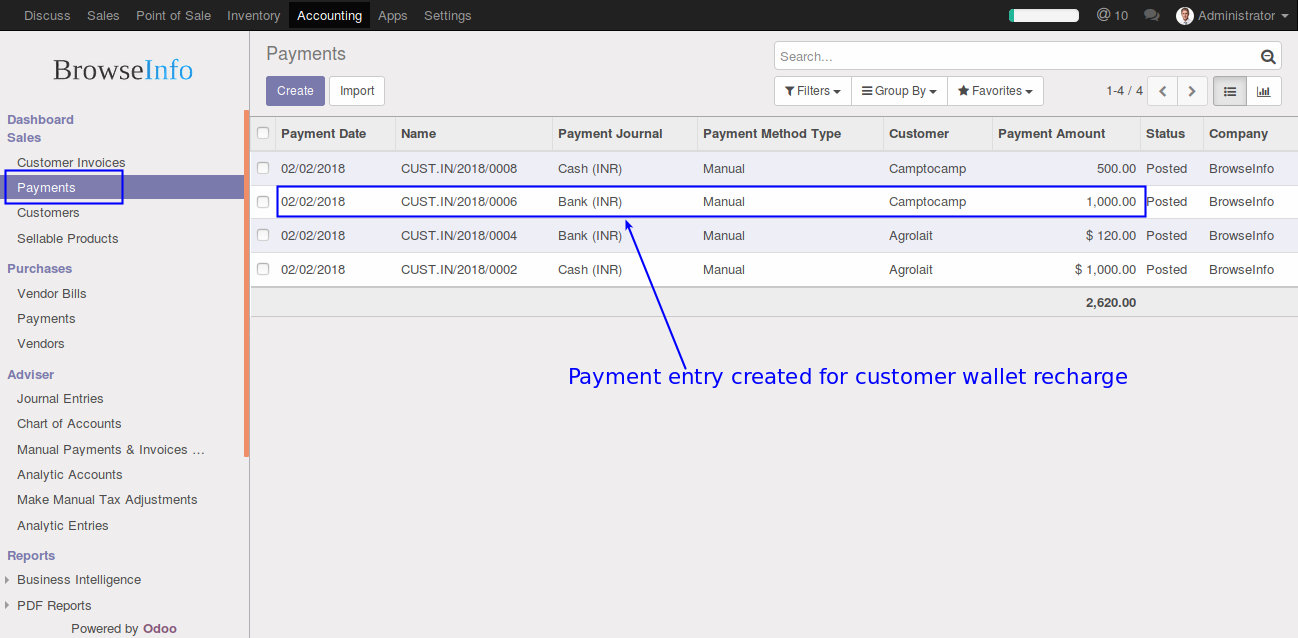 Discuss Sales Point of Sale Inventory Accounting Apps Settings @ 10 Administrator
BrowseInfo
Dashboard
Sales
Customer Invoices
Payments
Customers
Sellable Products
Purchases
Vendor Bills
Payments
Vendors
Adviser
Journal Entries
Chart of Accounts
Manual Payments & Invoices ...
Analytic Accounts
Make Manual Tax Adjustments
Analytic Entries
Reports
Business Intelligence
PDF Reports
Powered by Odoo
Payments
Search...
Create Import Filters Group By Favorites 1-4 / 4
Payment Date Name Payment Journal Payment Method Type Customer Payment Amount Status Company
02/02/2018 CUST.IN/2018/0008 Cash (INR) Manual Camptocamp 500.00 Posted BrowseInfo
02/02/2018 CUST.IN/2018/0006 Bank (INR) Manual Camptocamp 1,000.00 Posted BrowseInfo
02/02/2018 CUST.IN/2018/0004 Bank (INR) Manual Agrolait $ 120.00 Posted BrowseInfo
02/02/2018 CUST.IN/2018/0002 Cash (INR) Manual Agrolait $ 1,000.00 Posted BrowseInfo
2,620.00
Payment entry created for customer wallet recharge